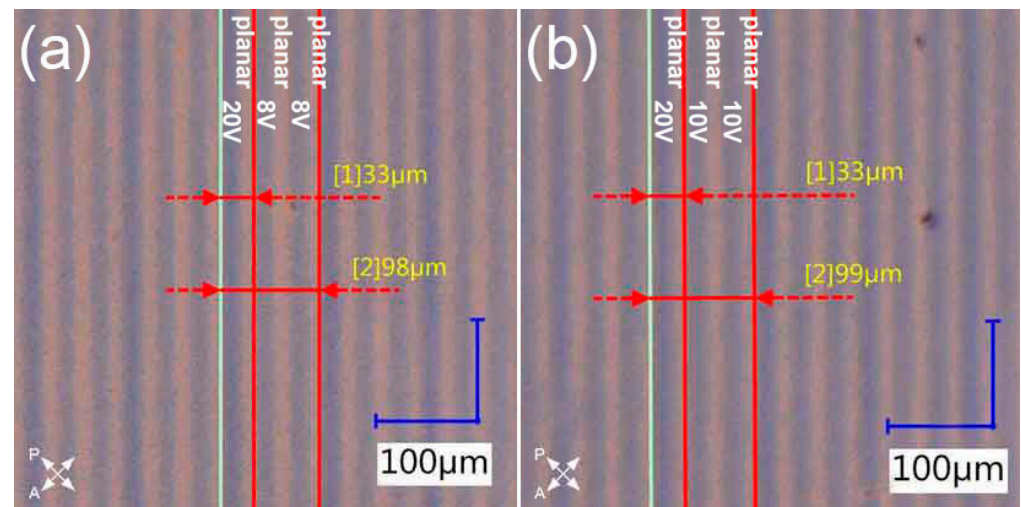 (a)
planar 20V
planar 8V
planar 8V
[1]33μm
[2]98μm
100μm
P
A
(b)
planar 20V
planar 10V
planar 10V
[1]33μm
[2]99μm
100μm
P
A